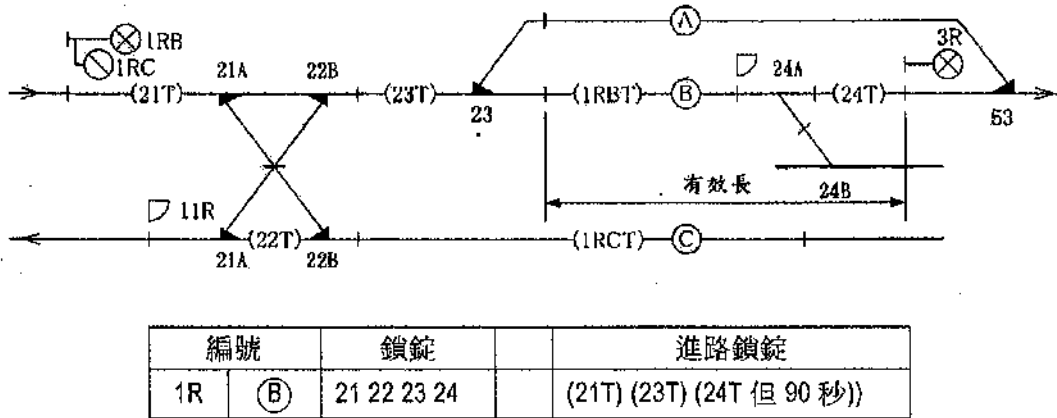 A
1RB
1RC
3R
21A
22B
24A
(21T)
(23T)
(1RBT)
B
(24T)
23
53
有效長
24B
11R
(22T)
(1RCT)
C
21A
22B
編號 鎖錠 進路鎖錠
1R B 21 22 23 24 (21T) (23T) (24T 但 90 秒))